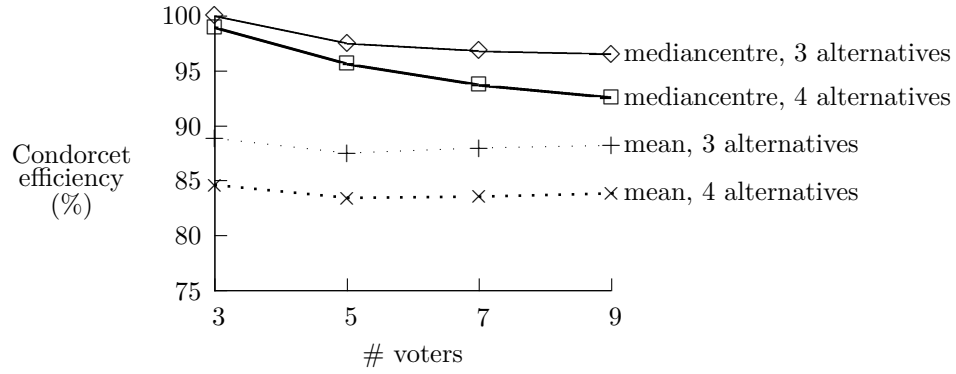 100
95
90
85
80
75
Condorcet
efficiency
(%)
mediancentre, 3 alternatives
mediancentre, 4 alternatives
mean, 3 alternatives
mean, 4 alternatives
3 5 7 9
# voters